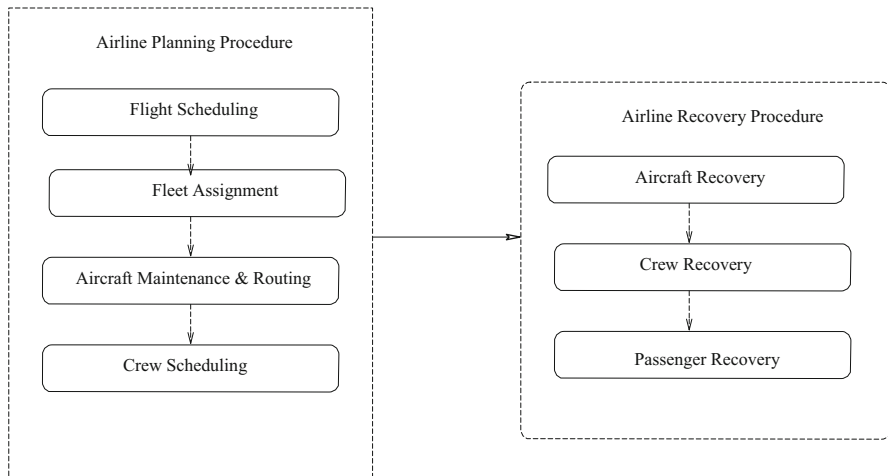 Airline Planning Procedure
Flight Scheduling
Fleet Assignment
Aircraft Maintenance & Routing
Crew Scheduling
Airline Recovery Procedure
Aircraft Recovery
Crew Recovery
Passenger Recovery